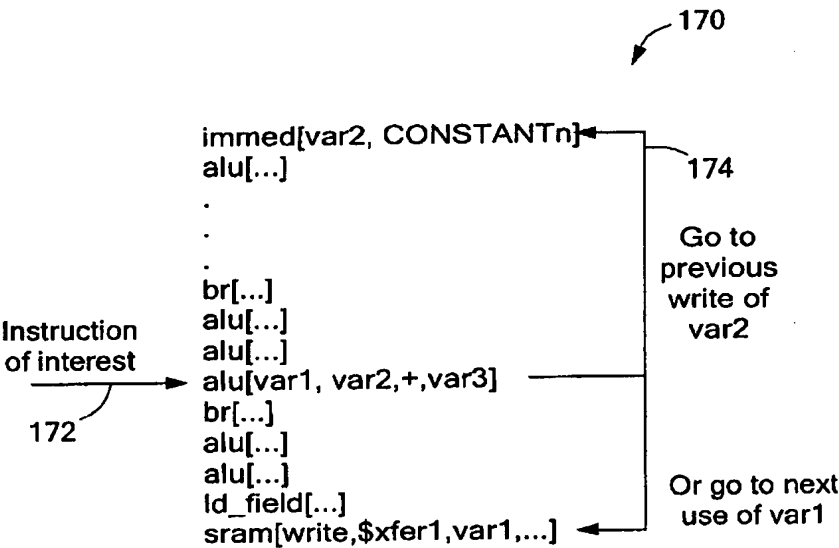 170
immed[var2, CONSTANTn]
alu[...]
174
.
.
.
Go to
previous
write of
var2
br[...]
alu[...]
alu[...]
Instruction
of interest
alu[var1, var2,+,var3]
172
br[...]
alu[...]
alu[...]
ld_field[...]
sram[write,$xfer1,var1,...]
Or go to next
use of var1